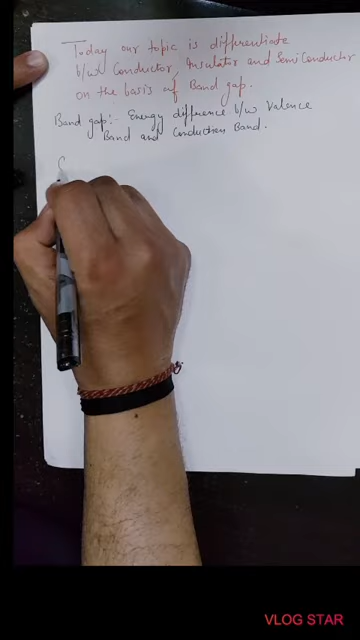 Today our topic is differentiate
b/w Conductor, Insulator and SemiConductor
on the basis of Band gap.
Band gap:- Energy difference b/w Valence
Band and Conduction Band.
C
VLOG STAR